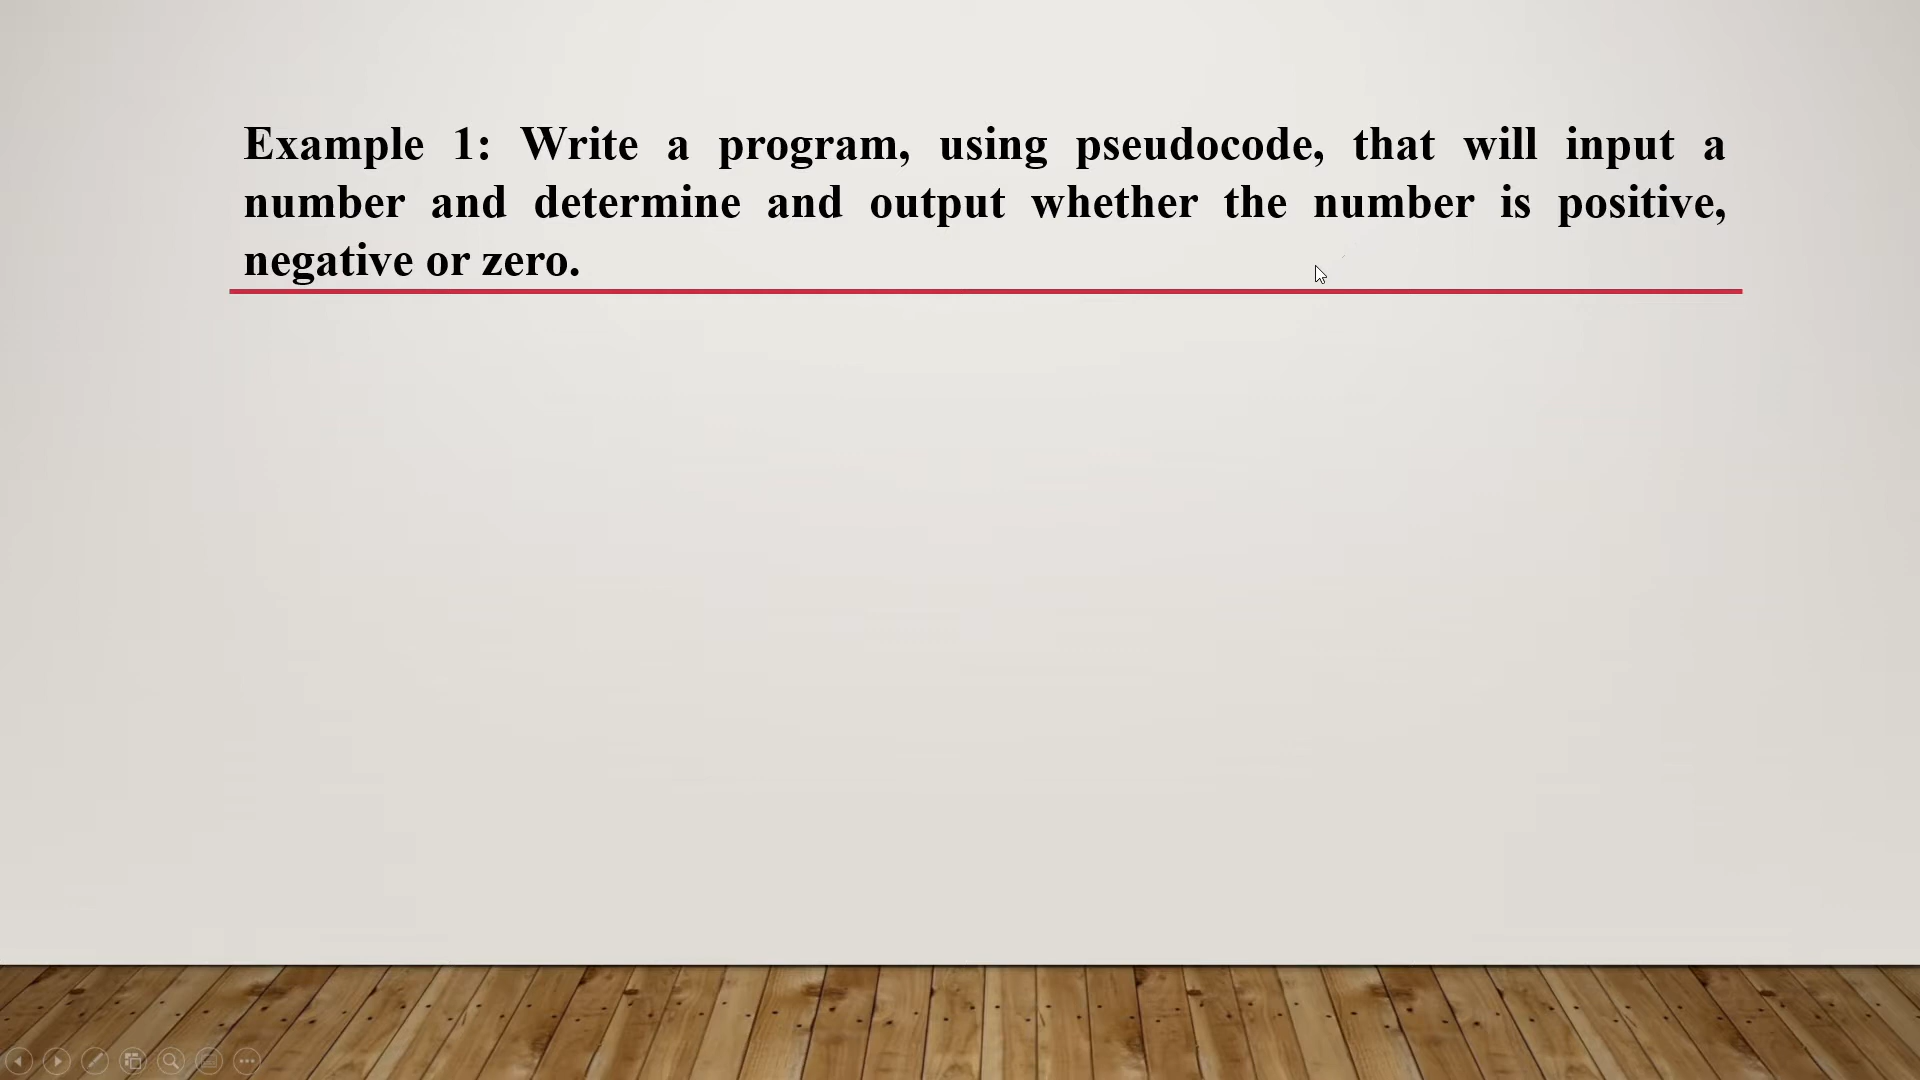 Example 1: Write a program, using pseudocode, that will input a
number and determine and output whether the number is positive,
negative or zero.